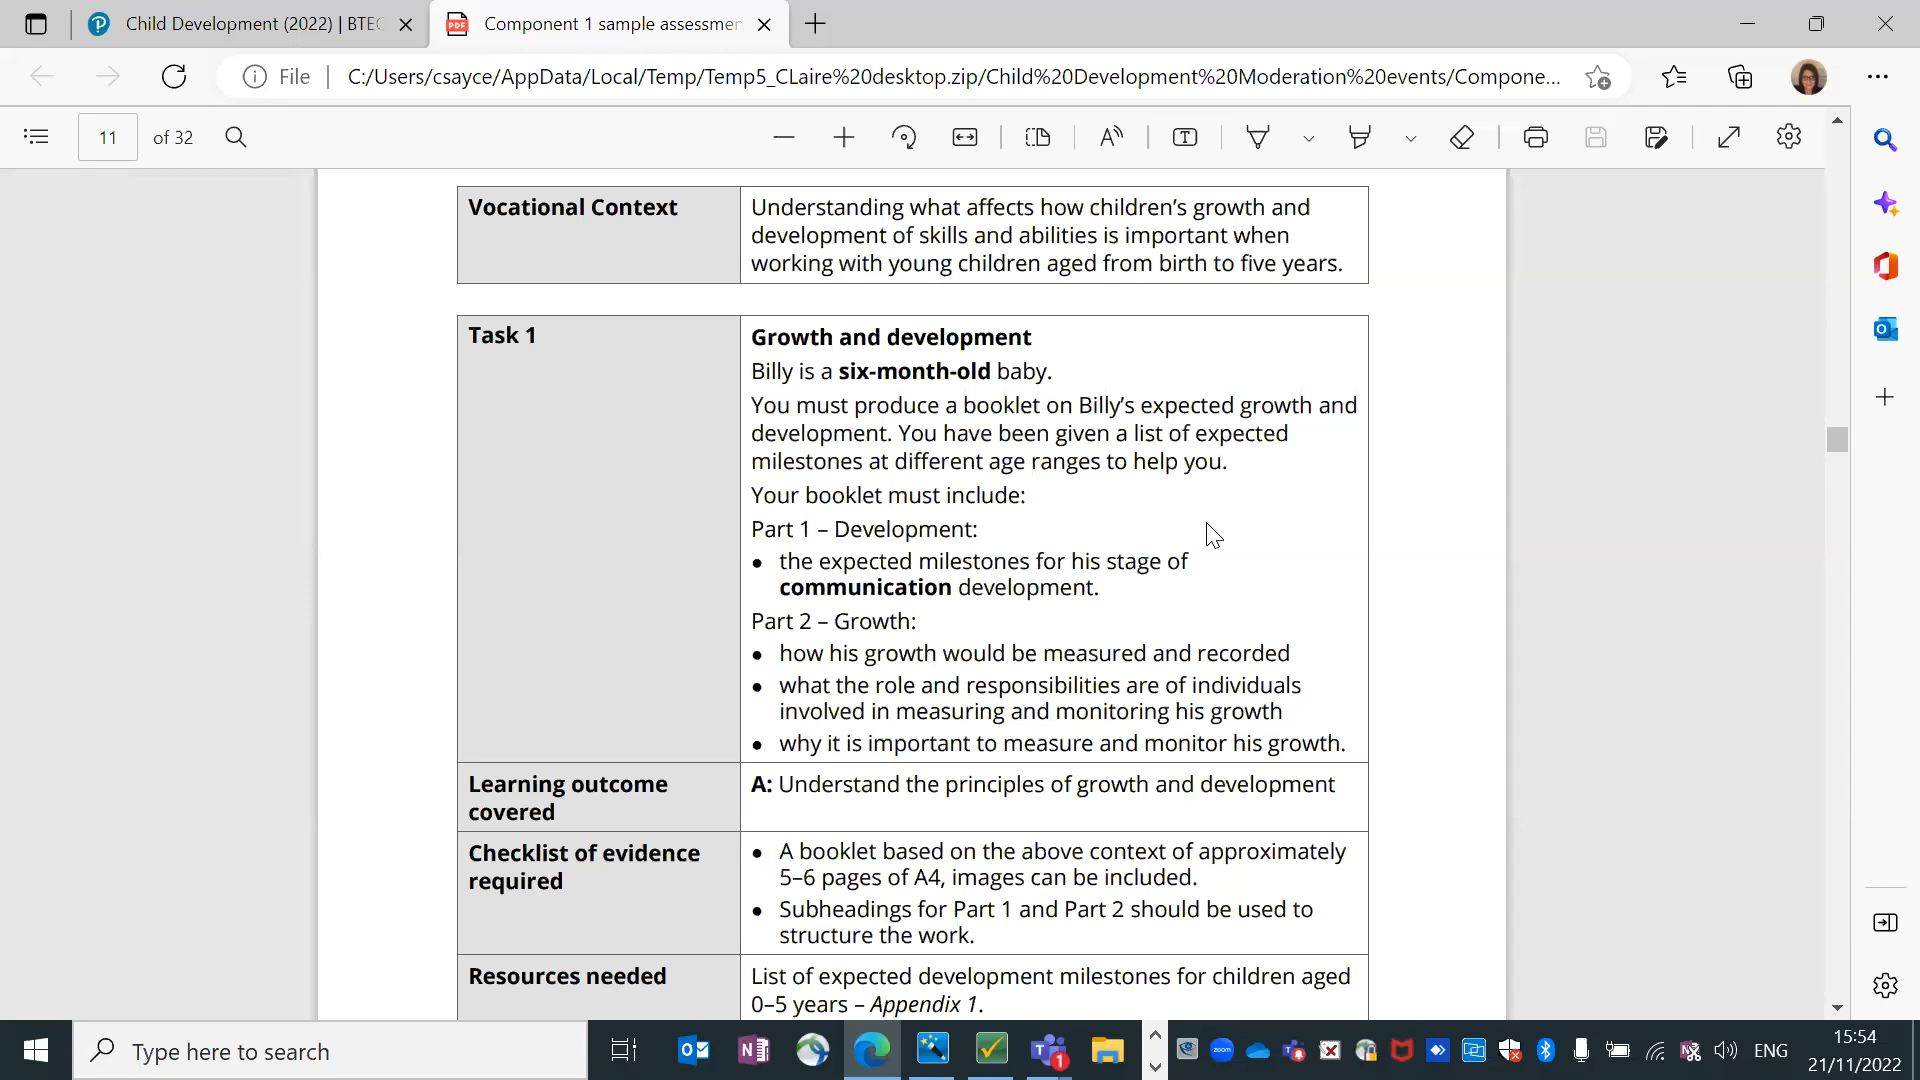 Child Development (2022) | BTEC
Component 1 sample assessmen
File
C:/Users/csayce/AppData/Local/Temp/Temp5_CLaire%20desktop.zip/Child%20Development%20Moderation%20events/Compone...
11 of 32
Vocational Context
Understanding what affects how children's growth and
development of skills and abilities is important when
working with young children aged from birth to five years.
Task 1
Growth and development
Billy is a six-month-old baby.
You must produce a booklet on Billy's expected growth and
development. You have been given a list of expected
milestones at different age ranges to help you.
Your booklet must include:
Part 1 – Development:
• the expected milestones for his stage of
communication development.
Part 2 – Growth:
• how his growth would be measured and recorded
• what the role and responsibilities are of individuals
involved in measuring and monitoring his growth
• why it is important to measure and monitor his growth.
Learning outcome
covered
A: Understand the principles of growth and development
Checklist of evidence
required
• A booklet based on the above context of approximately
5–6 pages of A4, images can be included.
• Subheadings for Part 1 and Part 2 should be used to
structure the work.
Resources needed
List of expected development milestones for children aged
0–5 years – Appendix 1.
Type here to search
ENG
15:54
21/11/2022